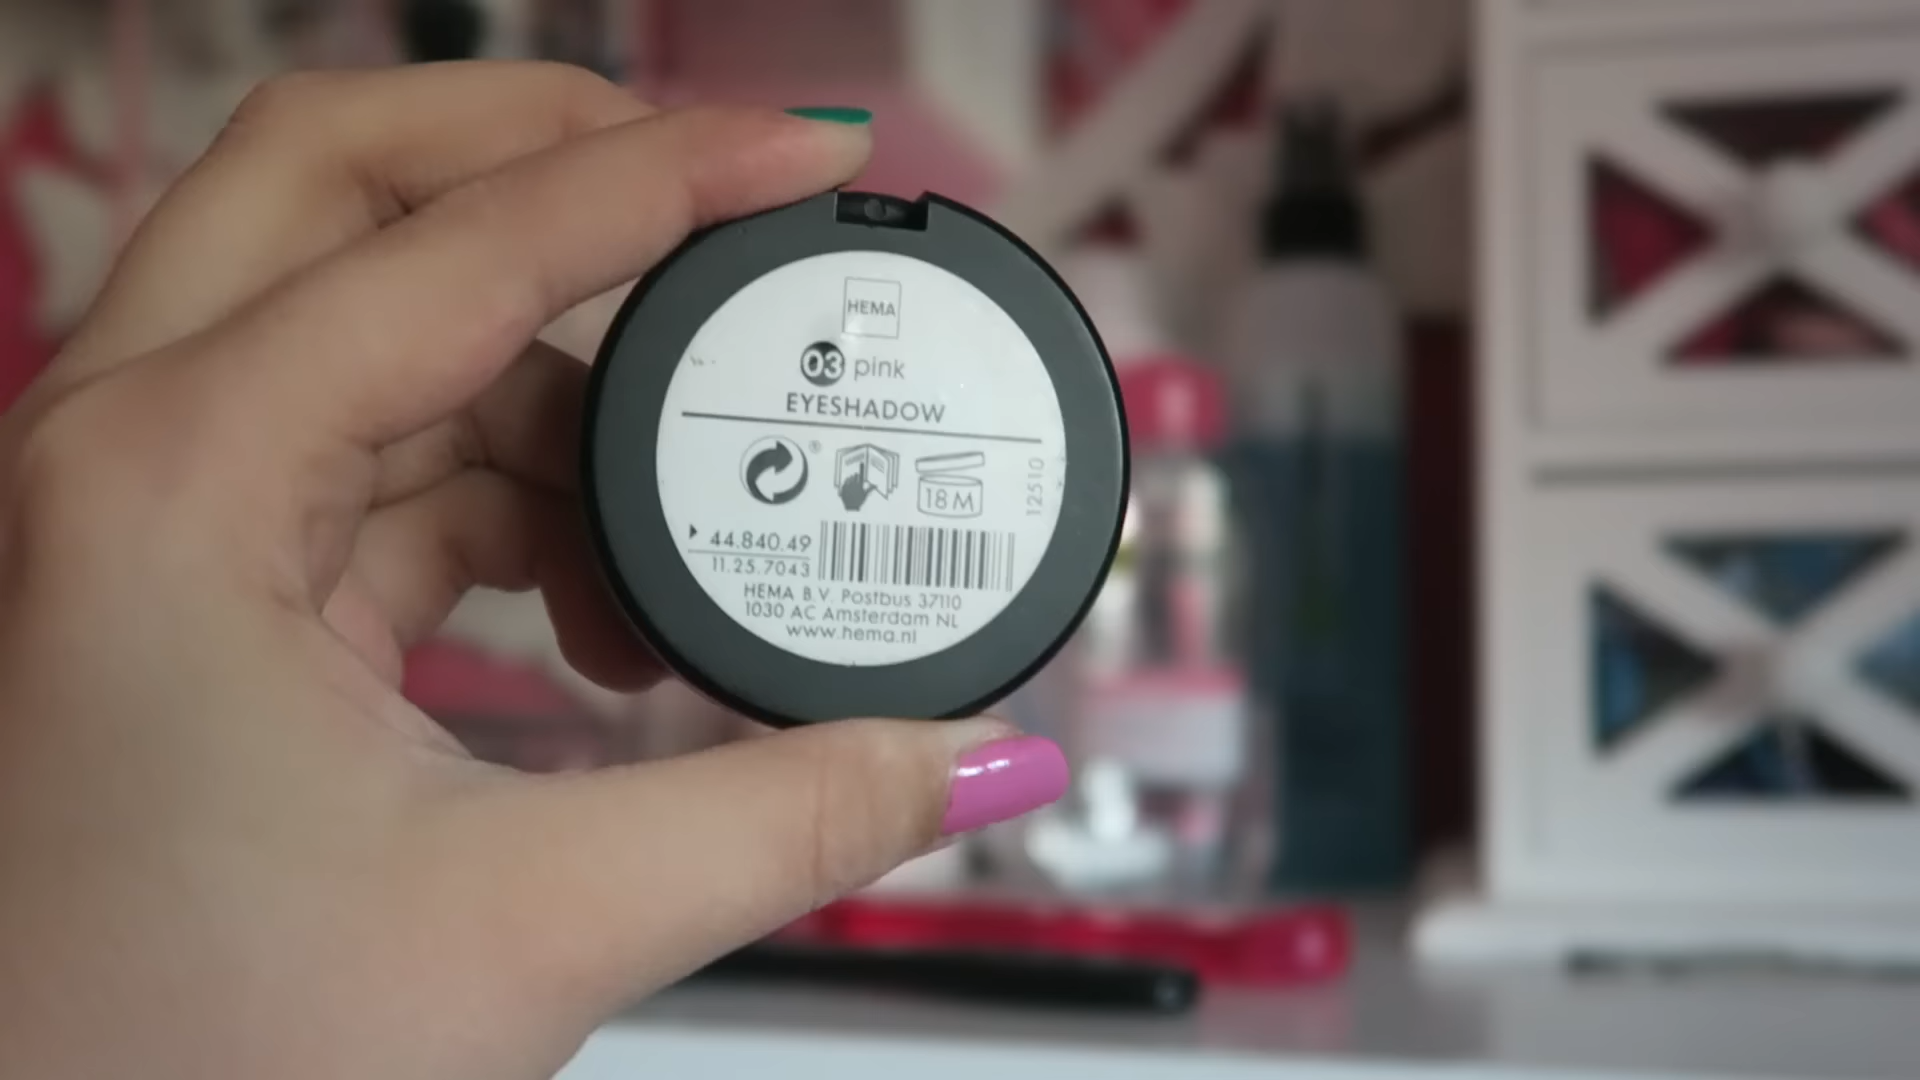 HEMA
03 pink
EYESHADOW
®
18 M
12510
44.840.49
11.25.7043
HEMA B.V. Postbus 37110
1030 AC Amsterdam NL
www.hema.nl